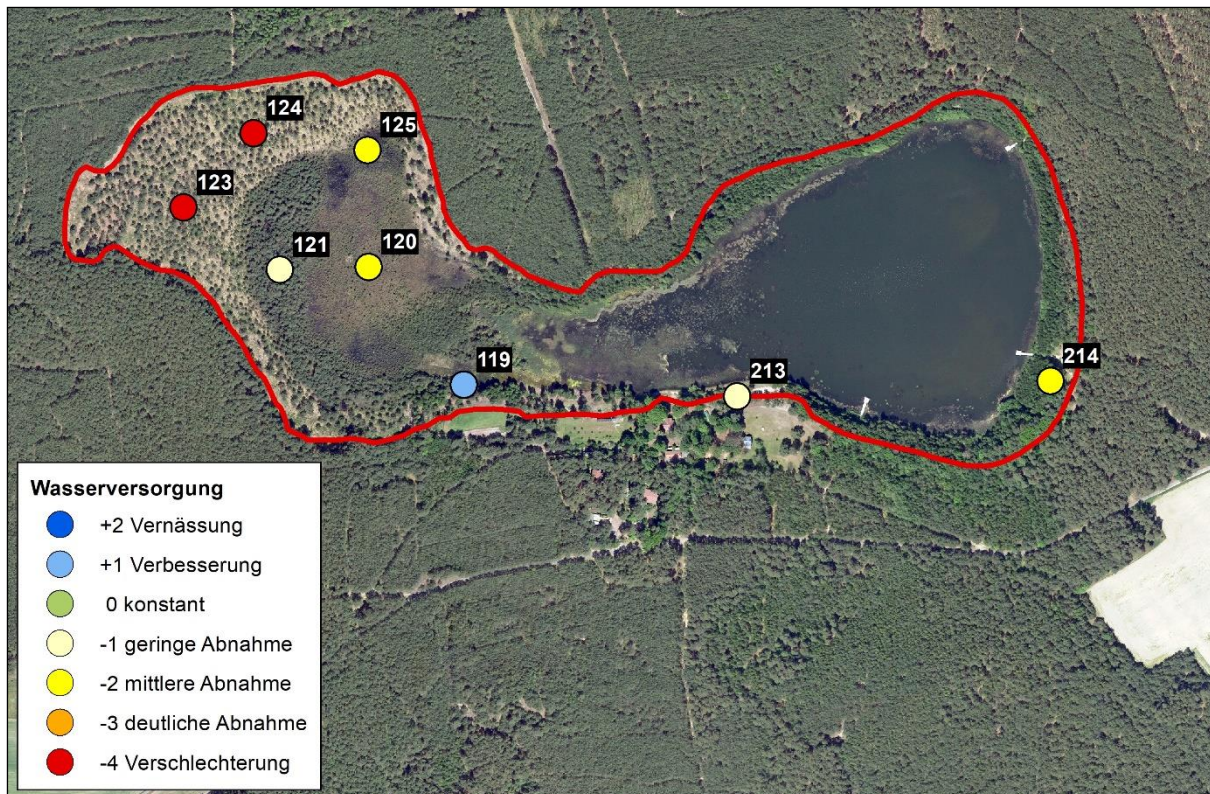 124
125
123
121
120
119
213
214
Wasserversorgung
+2 Vernässung
+1 Verbesserung
0 konstant
-1 geringe Abnahme
-2 mittlere Abnahme
-3 deutliche Abnahme
-4 Verschlechterung